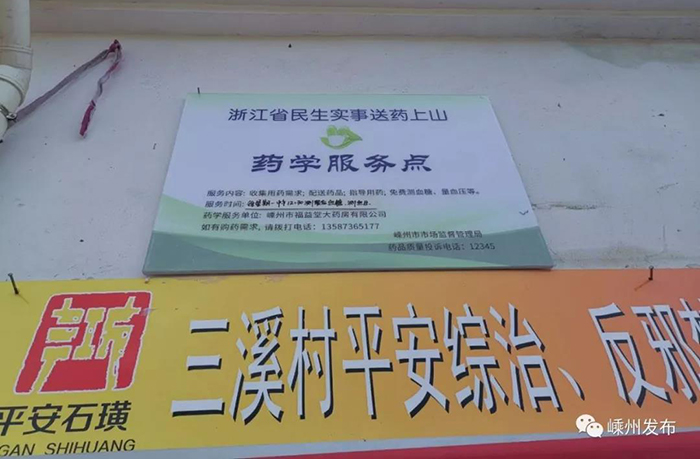 浙江省民生实事送药上山
药学服务点
服务内容:收集用药需求;配送药品;指导用药;免费测血糖、量血压等。
服务时间:
药学服务单位:嵊州市福益堂大药房有限公司
如有购药需求,请拨打电话:13587365177
嵊州市市场监督管理局
药品质量投诉电话:12345
三溪村平安综治、反邪
平安石璜
GAN SHIHUANG
嵊州发布